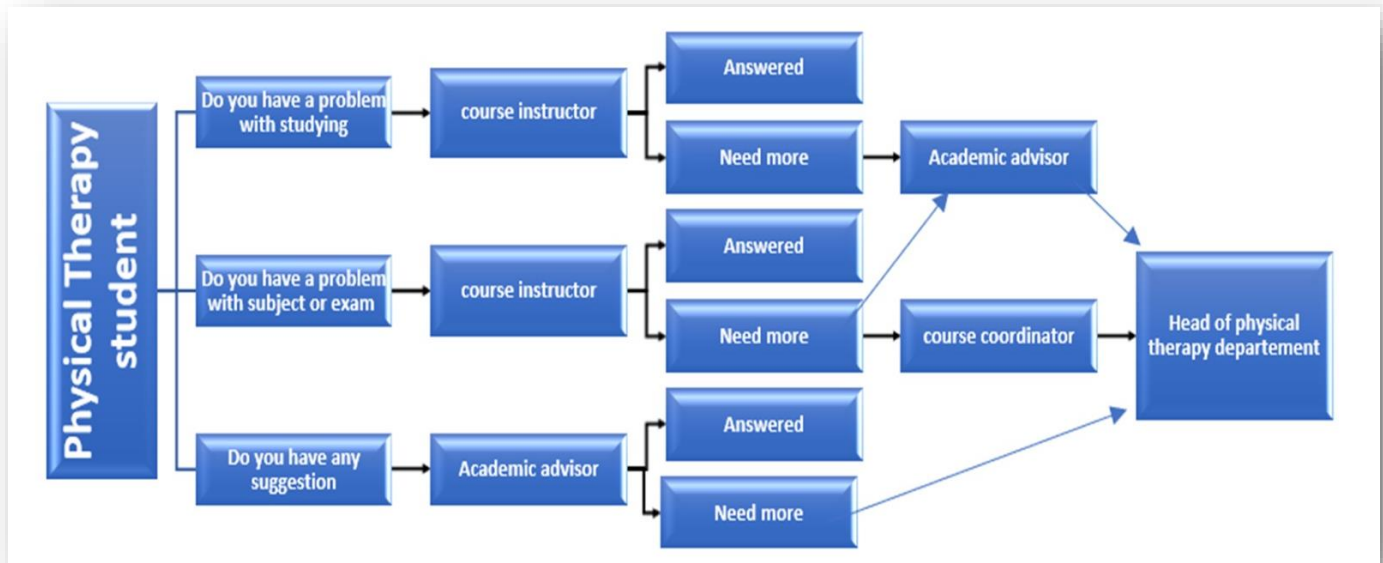 Physical Therapy
student
Do you have a problem
with studying
course instructor
Answered
Need more
Academic advisor
Do you have a problem
with subject or exam
course instructor
Answered
Need more
course coordinator
Head of physical
therapy departement
Do you have any
suggestion
Academic advisor
Answered
Need more